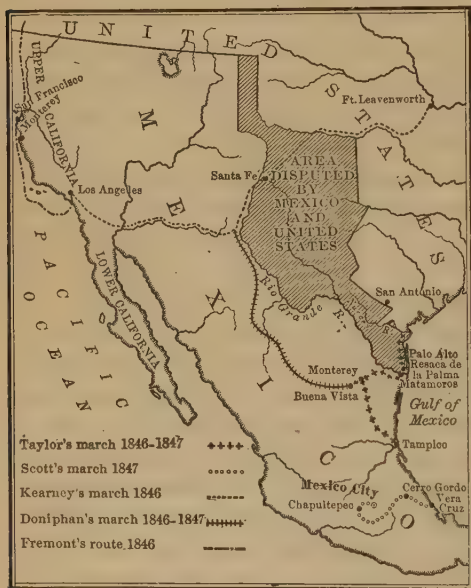 UNITED
STATES
UPPER
CALIFORNIA
San Francisco
Monterey
Ft. Leavenworth
MEXICO
AREA
DISPUTED
BY
MEXICO
AND
UNITED
STATES
Santa Fe
Los Angeles
PACIFIC
OCEAN
LOWER CALIFORNIA
Rio Grande R.
San Antonio
Palo Alto
Resaca de
la Palma
Matamoros
Monterey
Buena Vista
Gulf of
Mexico
Tampico
Taylor's march 1846-1847
Scott's march 1847
Kearney's march 1846
Doniphan's march 1846-1847
Fremont's route 1846
Mexico City
Chapultepec
Cerro Gordo
Vera
Cruz